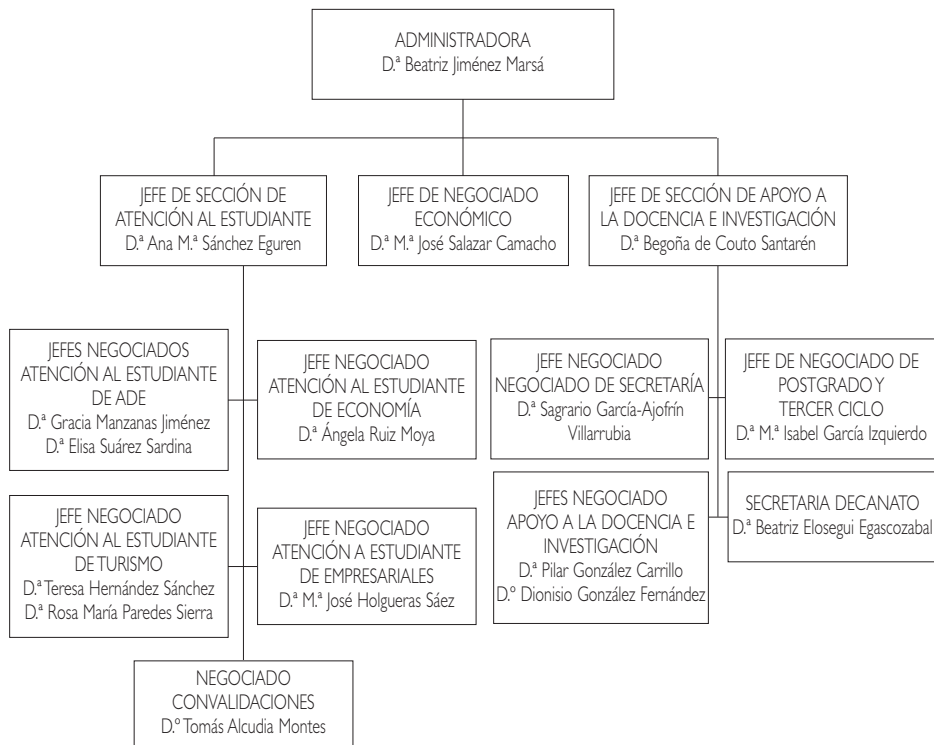 ADMINISTRADORA
D.ª Beatriz Jiménez Marsá
JEFE DE SECCIÓN DE
ATENCIÓN AL ESTUDIANTE
D.ª Ana M.ª Sánchez Eguren
JEFE DE NEGOCIADO
ECONÓMICO
D.ª M.ª José Salazar Camacho
JEFE DE SECCIÓN DE APOYO A
LA DOCENCIA E INVESTIGACIÓN
D.ª Begoña de Couto Santarén
JEFES NEGOCIADOS
ATENCIÓN AL ESTUDIANTE
DE ADE
D.ª Gracia Manzanas Jiménez
D.ª Elisa Suárez Sardina
JEFE NEGOCIADO
ATENCIÓN AL ESTUDIANTE
DE ECONOMÍA
D.ª Ángela Ruiz Moya
JEFE NEGOCIADO
NEGOCIADO DE SECRETARÍA
D.ª Sagrario García-Ajofrín
Villarrubia
JEFE DE NEGOCIADO DE
POSTGRADO Y
TERCER CICLO
D.ª M.ª Isabel García Izquierdo
JEFE NEGOCIADO
ATENCIÓN AL ESTUDIANTE
DE TURISMO
D.ª Teresa Hernández Sánchez
D.ª Rosa María Paredes Sierra
JEFE NEGOCIADO
ATENCIÓN A ESTUDIANTE
DE EMPRESARIALES
D.ª M.ª José Holgueras Sáez
JEFES NEGOCIADO
APOYO A LA DOCENCIA E
INVESTIGACIÓN
D.ª Pilar González Carrillo
D.º Dionisio González Fernández
SECRETARIA DECANATO
D.ª Beatriz Elosegui Egascozabal
NEGOCIADO
CONVALIDACIONES
D.º Tomás Alcudia Montes